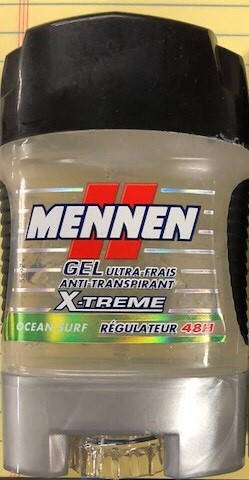 MENNEN
GEL ULTRA-FRAIS
ANTI-TRANSPIRANT
X-TREME
OCEAN SURF RÉGULATEUR 48H